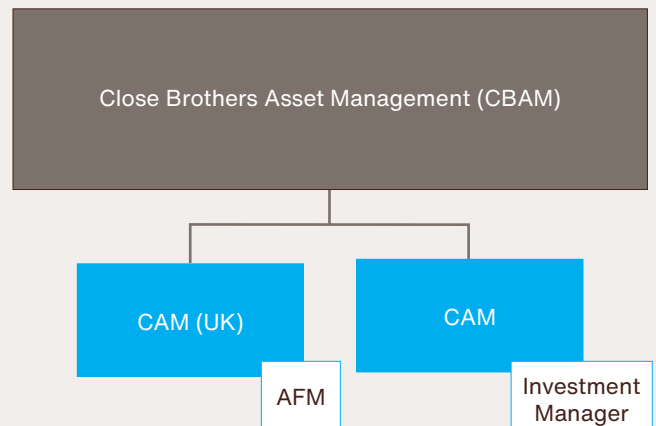 Close Brothers Asset Management (CBAM)
CAM (UK)
CAM
AFM
Investment
Manager